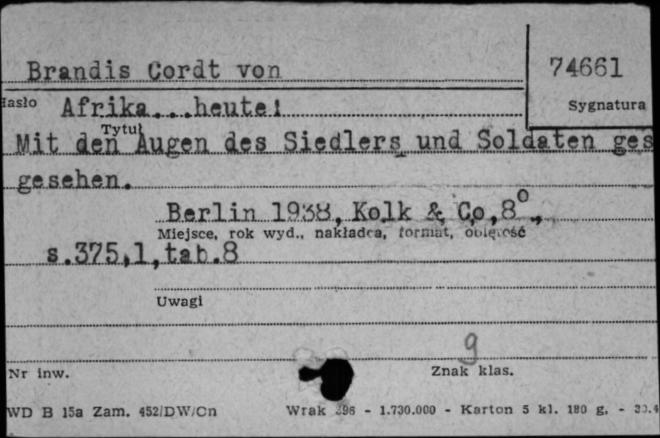 Brandis Cordt von
74661
Hasło
Afrika...heute!
Sygnatura
Tytuł
Mit den Augen des Siedlers und Soldaten ges
gesehen.
Berlin 1938, Kolk & Co, 8°.,
Miejsce, rok wyd., nakładca, format, objętość
s.375,1,tab.8
Uwagi
9
Nr inw.
Znak klas.
WD B 15a Zam. 452/DW/Cn
Wrak 396 - 1.730.000 - Karton 5 kl. 180 g. -